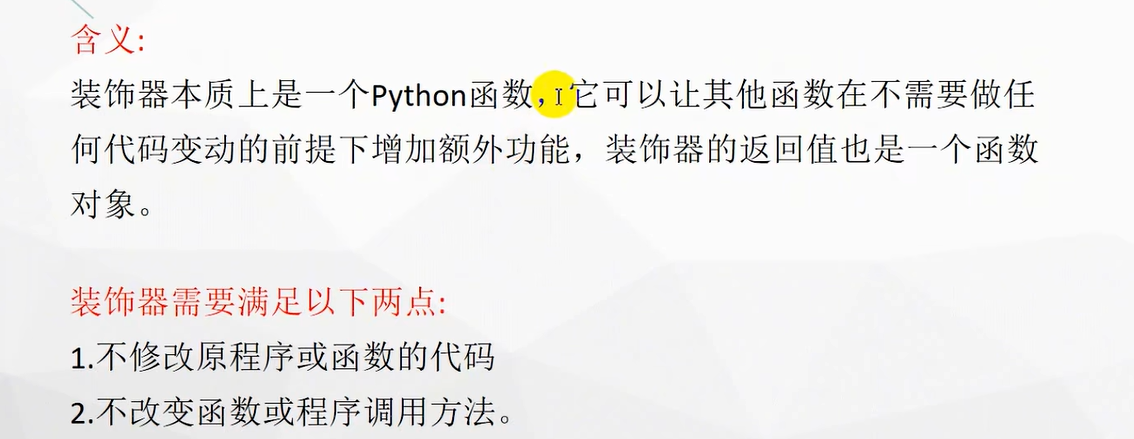 含义:
装饰器本质上是一个Python函数，它可以让其他函数在不需要做任
何代码变动的前提下增加额外功能，装饰器的返回值也是一个函数
对象。
装饰器需要满足以下两点:
1.不修改原程序或函数的代码
2.不改变函数或程序调用方法。